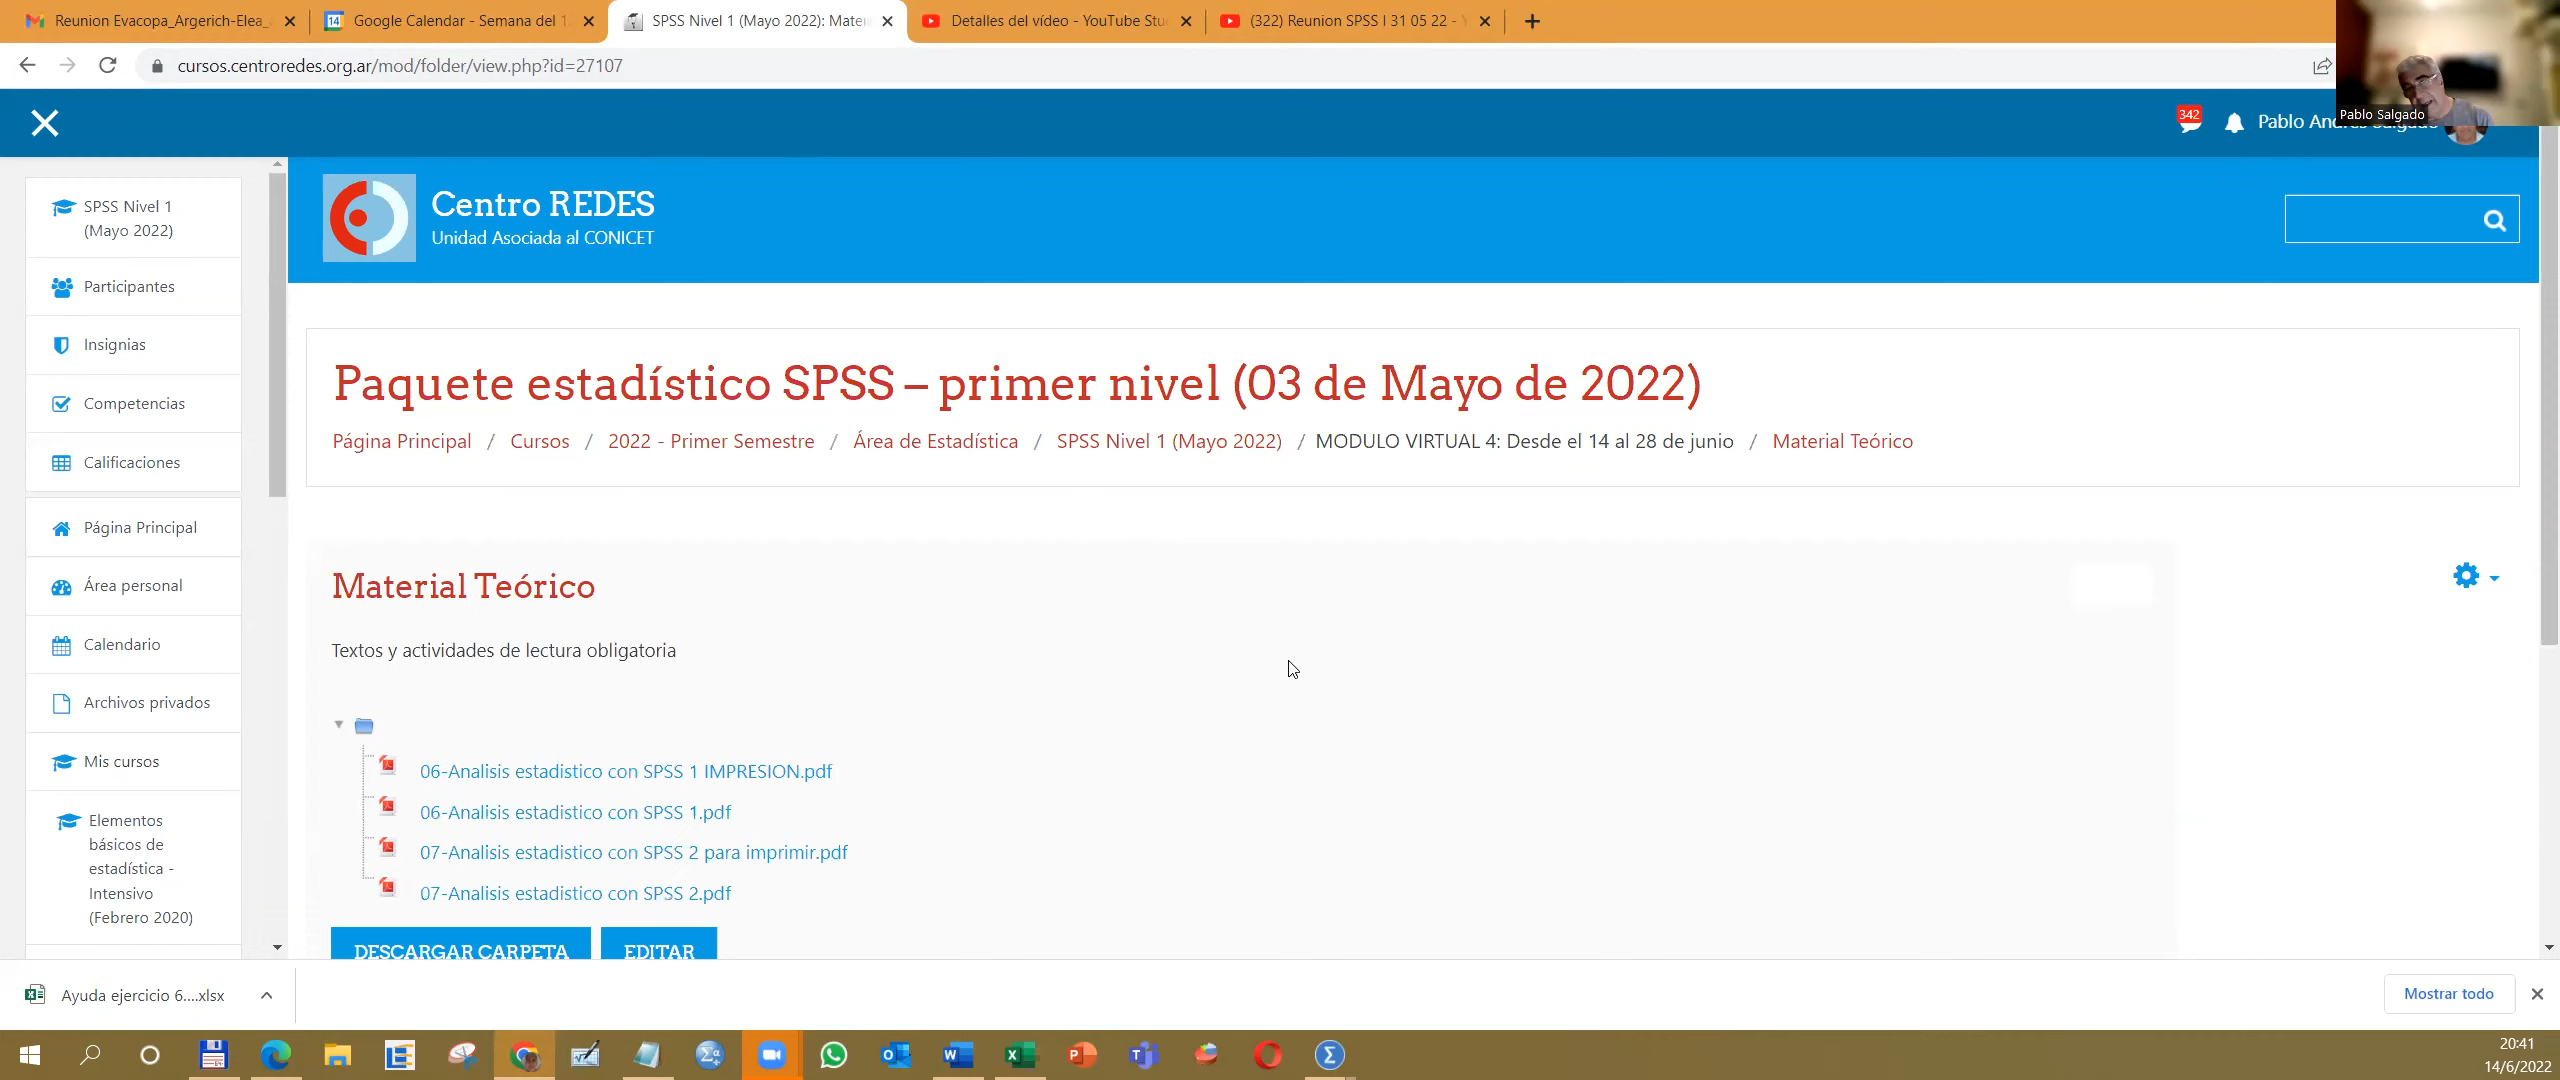 Reunion Evacopa_Argerich-Elea_
Google Calendar - Semana del 1
SPSS Nivel 1 (Mayo 2022): Mater
Detalles del vídeo - YouTube Stu
(322) Reunion SPSS I 31 05 22 - Y
cursos.centroredes.org.ar/mod/folder/view.php?id=27107
Pablo Salgado
342
Pablo Andrés Salgado
Centro REDES
Unidad Asociada al CONICET
SPSS Nivel 1
(Mayo 2022)
Participantes
Insignias
Competencias
Calificaciones
Página Principal
Área personal
Calendario
Archivos privados
Mis cursos
Elementos
básicos de
estadística -
Intensivo
(Febrero 2020)
Paquete estadístico SPSS – primer nivel (03 de Mayo de 2022)
Página Principal / Cursos / 2022 - Primer Semestre / Área de Estadística / SPSS Nivel 1 (Mayo 2022) / MODULO VIRTUAL 4: Desde el 14 al 28 de junio / Material Teórico
Material Teórico
Textos y actividades de lectura obligatoria
06-Analisis estadistico con SPSS 1 IMPRESION.pdf
06-Analisis estadistico con SPSS 1.pdf
07-Analisis estadistico con SPSS 2 para imprimir.pdf
07-Analisis estadistico con SPSS 2.pdf
DESCARGAR CARPETA
EDITAR
Ayuda ejercicio 6....xlsx
Mostrar todo
20:41
14/6/2022